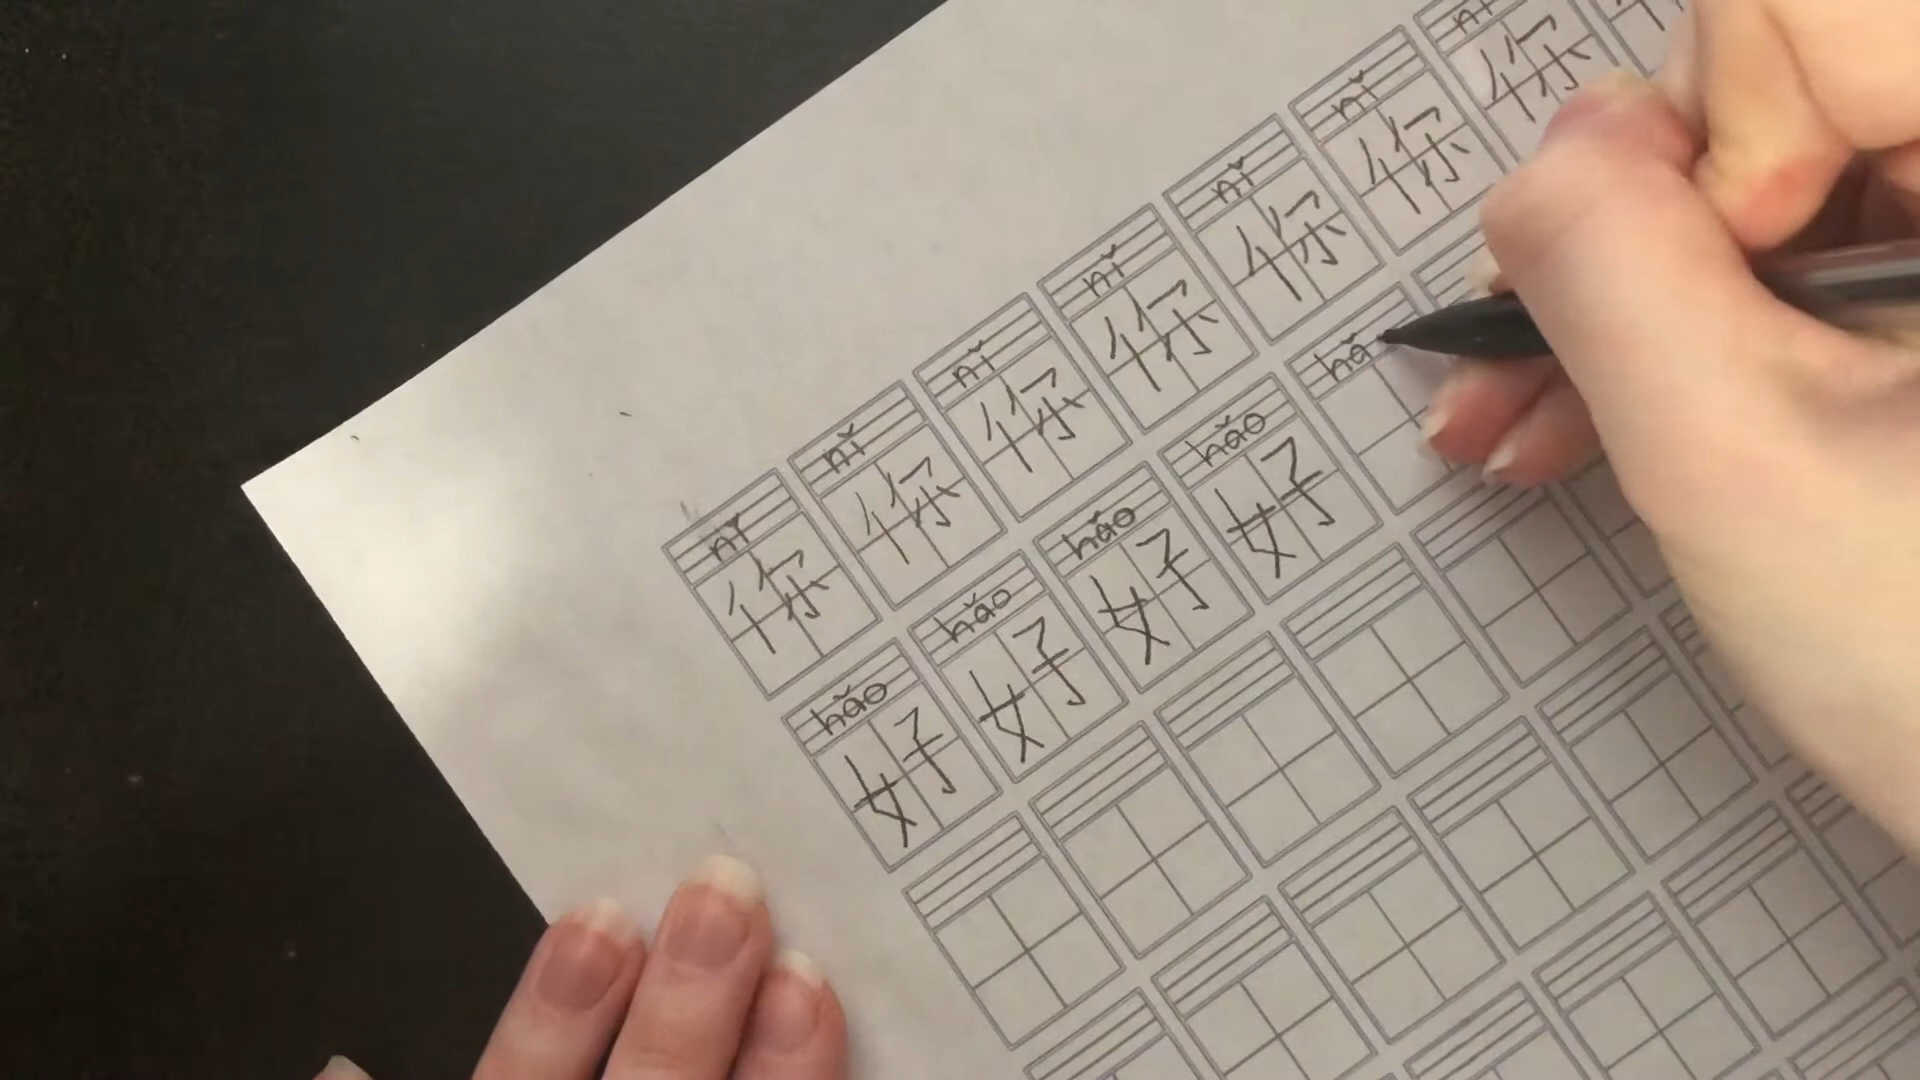 nǐ nǐ nǐ nǐ nǐ nǐ nǐ
你 你 你 你 你 你 你
hǎo hǎo hǎo hǎo hǎ
好 好 好 好